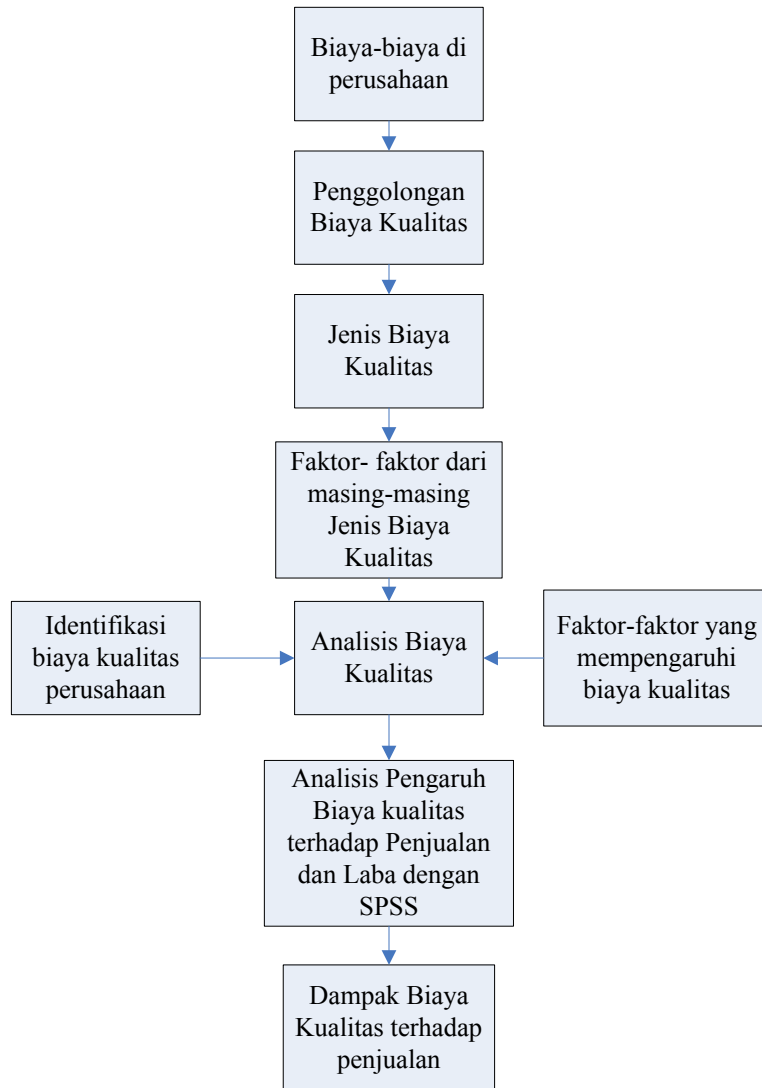 Biaya-biaya di
perusahaan
Penggolongan
Biaya Kualitas
Jenis Biaya
Kualitas
Faktor- faktor dari
masing-masing
Jenis Biaya
Kualitas
Identifikasi
biaya kualitas
perusahaan
Analisis Biaya
Kualitas
Faktor-faktor yang
mempengaruhi
biaya kualitas
Analisis Pengaruh
Biaya kualitas
terhadap Penjualan
dan Laba dengan
SPSS
Dampak Biaya
Kualitas terhadap
penjualan